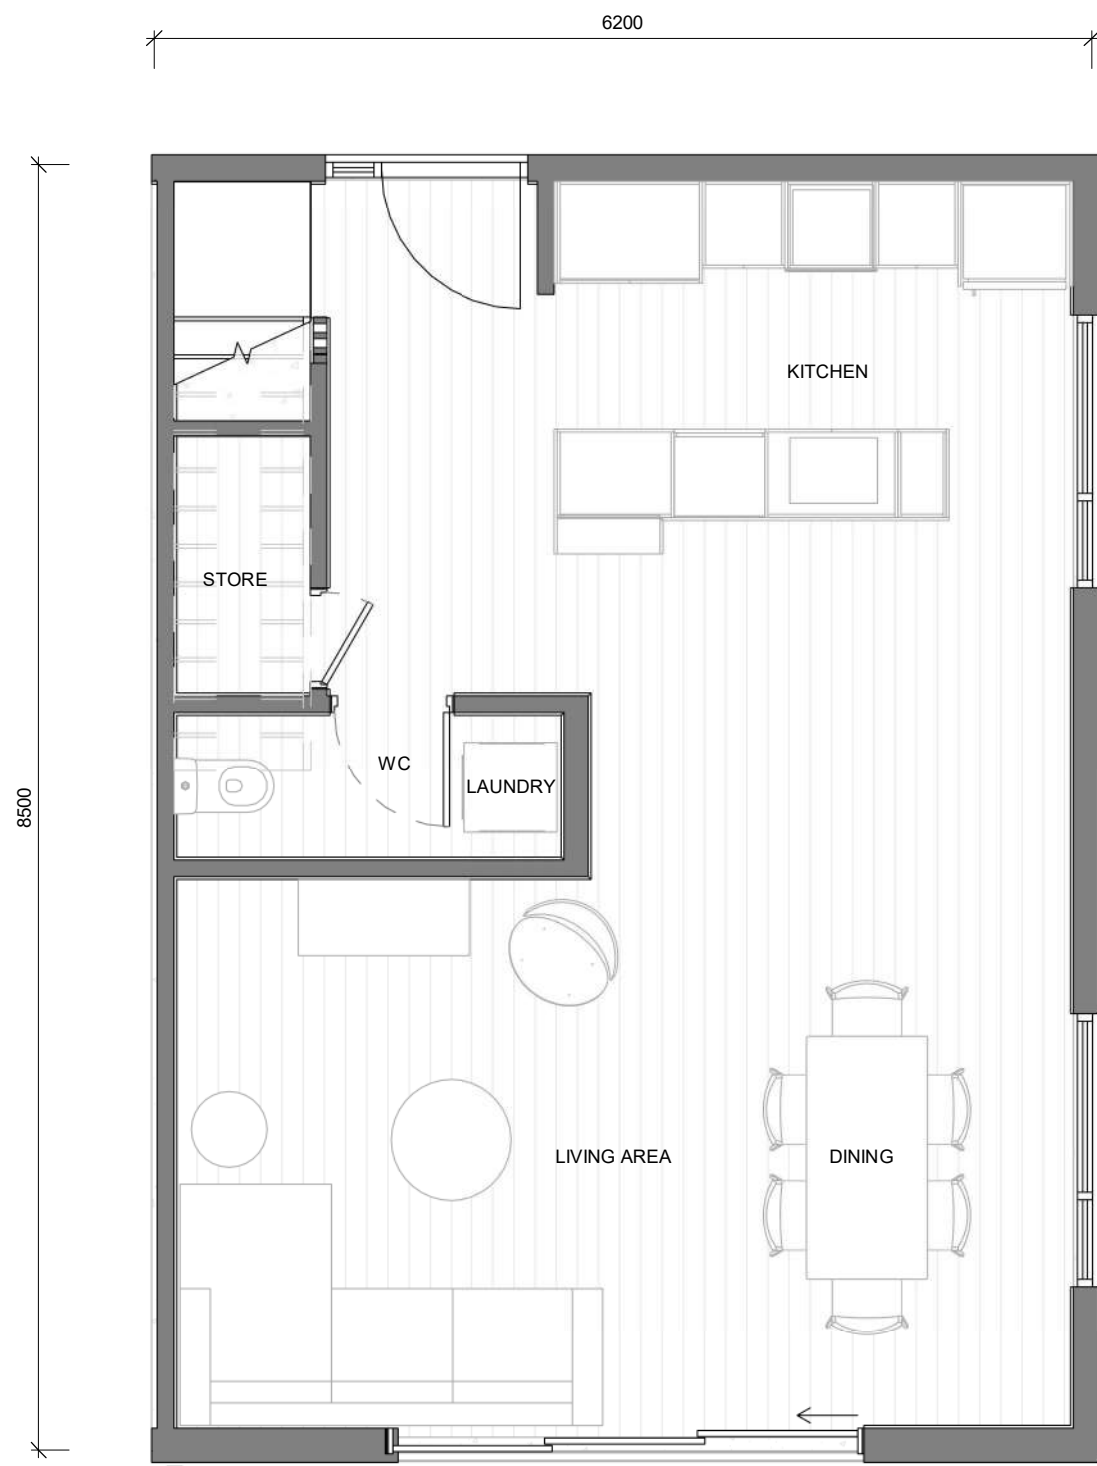 6200
KITCHEN
STORE
WC
LAUNDRY
8500
LIVING AREA
DINING